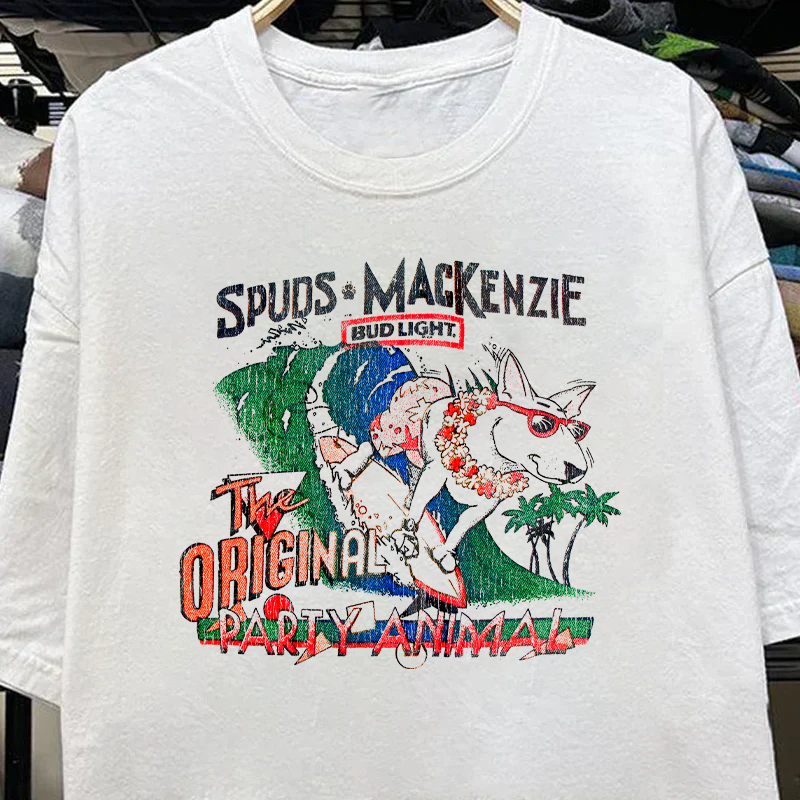 SPUDS MACKENZIE
BUD LIGHT.
The
ORIGINAL
PARTY ANIMAL